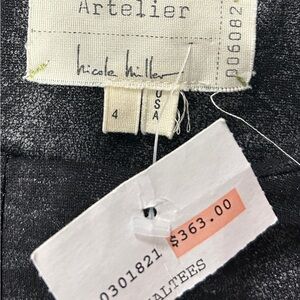 Artelier
nicole miller
006082
4
USA
$363.00
0301821
ALTEES